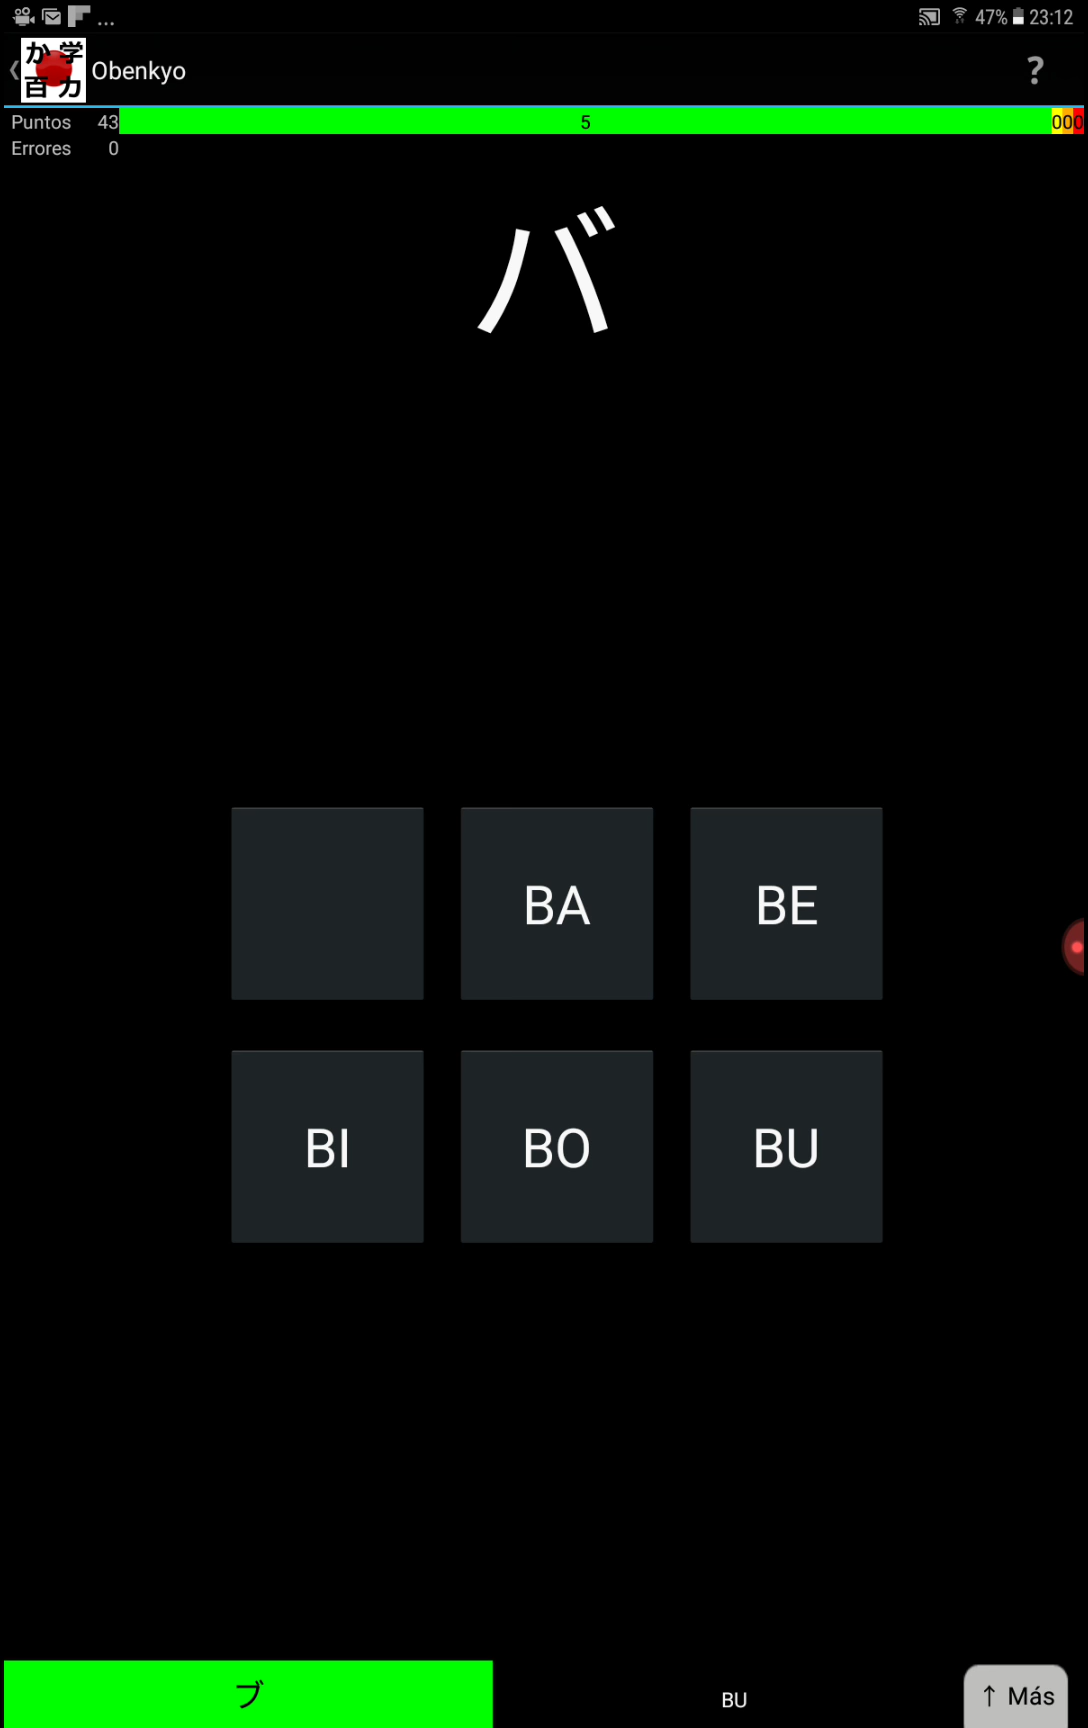 ... 47% 23:12
か学
百力
Obenkyo ?
Puntos 43 5 000
Errores 0
バ
BA BE
BI BO BU
ブ BU ↑ Más